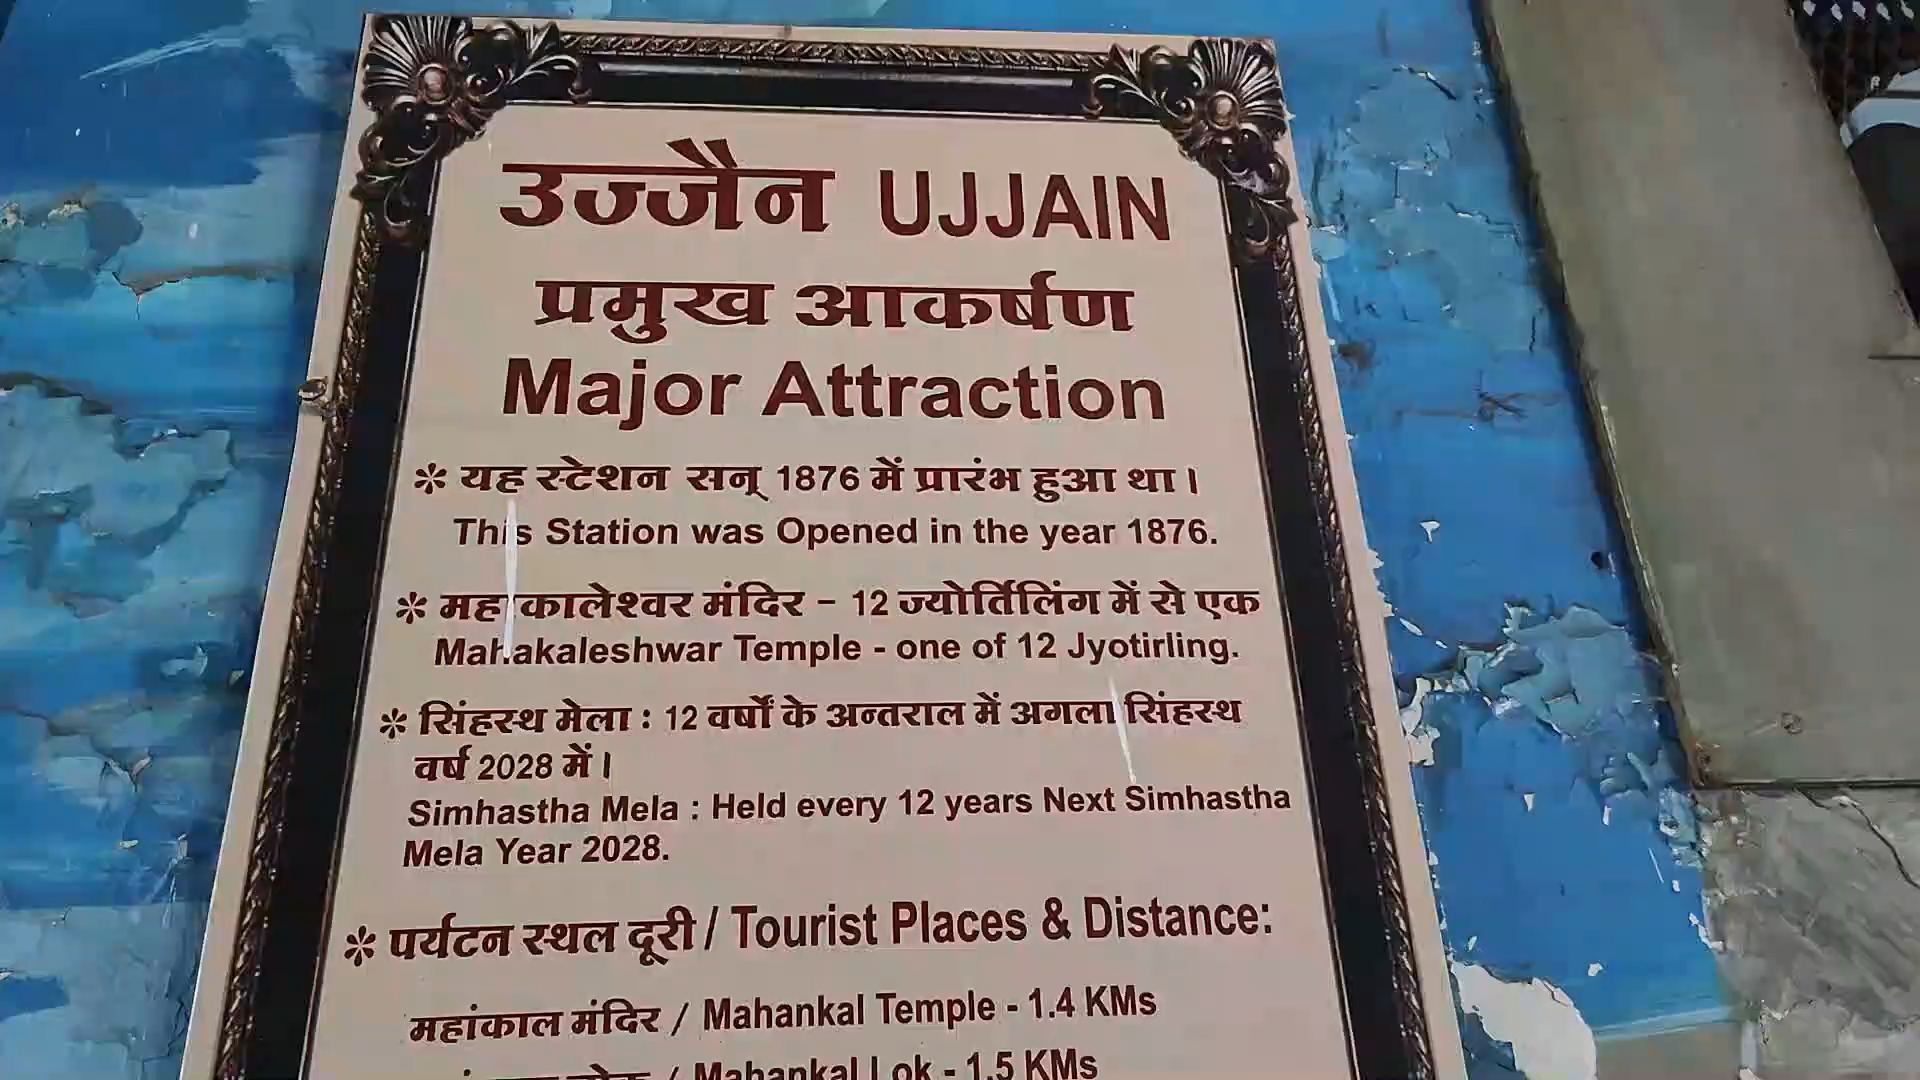 उज्जैन UJJAIN
प्रमुख आकर्षण
Major Attraction
* यह स्टेशन सन् 1876 में प्रारंभ हुआ था।
This Station was Opened in the year 1876.
* महाकालेश्वर मंदिर - 12 ज्योर्तिलिंग में से एक
Mahakaleshwar Temple - one of 12 Jyotirling.
* सिंहस्थ मेला : 12 वर्षों के अन्तराल में अगला सिंहस्थ
वर्ष 2028 में।
Simhastha Mela : Held every 12 years Next Simhastha
Mela Year 2028.
* पर्यटन स्थल दूरी / Tourist Places & Distance:
महांकाल मंदिर / Mahankal Temple - 1.4 KMs
/ Mahankal Lok - 1.5 KMs